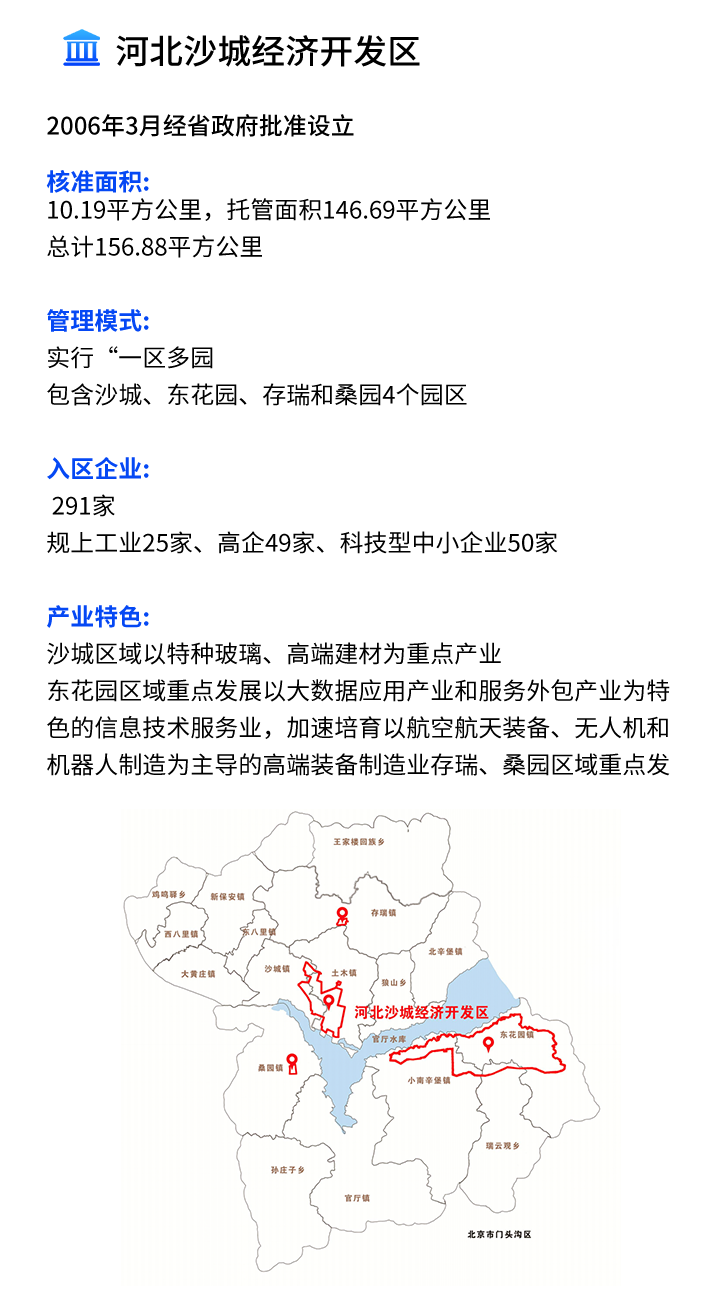 河北沙城经济开发区
2006年3月经省政府批准设立
核准面积:
10.19平方公里，托管面积146.69平方公里
总计156.88平方公里
管理模式:
实行“一区多园
包含沙城、东花园、存瑞和桑园4个园区
入区企业:
291家
规上工业25家、高企49家、科技型中小企业50家
产业特色:
沙城区域以特种玻璃、高端建材为重点产业
东花园区域重点发展以大数据应用产业和服务外包产业为特
色的信息技术服务业，加速培育以航空航天装备、无人机和
机器人制造为主导的高端装备制造业存瑞、桑园区域重点发
王家楼回族乡
鸡鸣驿乡
新保安镇
存瑞镇
西八里镇
东八里镇
北辛堡镇
大黄庄镇
沙城镇
土木镇
狼山乡
河北沙城经济开发区
官厅水库
东花园镇
桑园镇
小南辛堡镇
瑞云观乡
孙庄子乡
官厅镇
北京市门头沟区